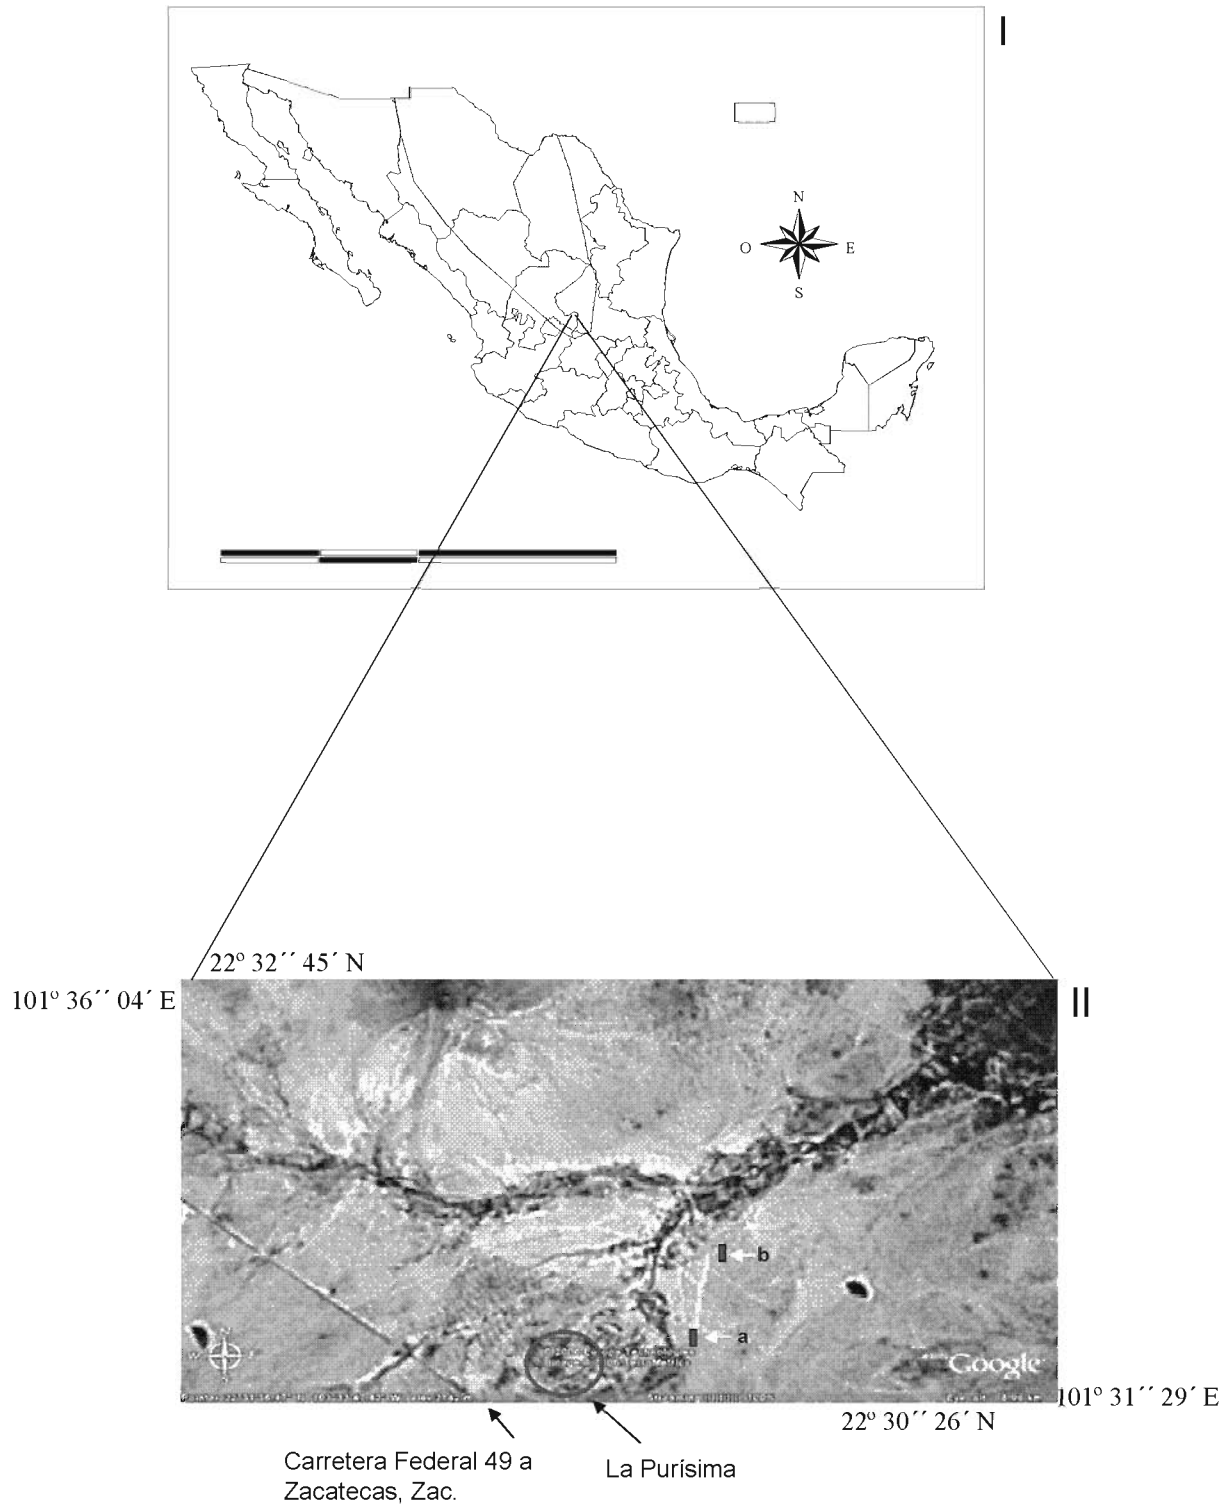 I
N
O
E
S
22º 32´´ 45´ N
101º 36´´ 04´ E
II
b
a
Google
101º 31´´ 29´ E
22º 30´´ 26´ N
Carretera Federal 49 a
Zacatecas, Zac.
La Purísima